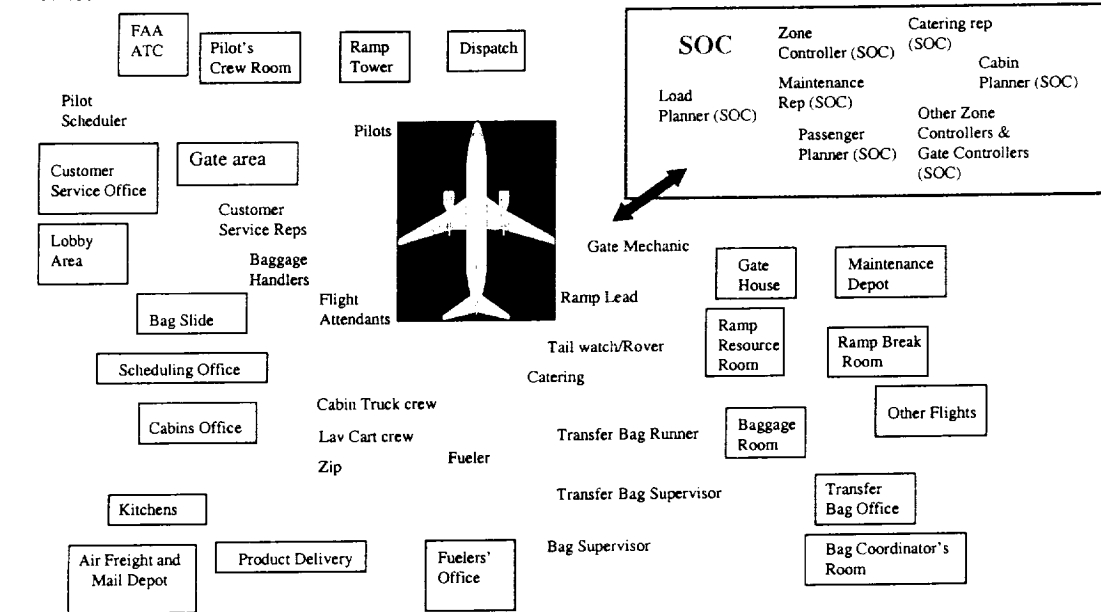 FAA
ATC
Pilot's
Crew Room
Ramp
Tower
Dispatch
SOC
Zone
Controller (SOC)
Catering rep
(SOC)
Cabin
Planner (SOC)
Load
Planner (SOC)
Maintenance
Rep (SOC)
Passenger
Planner (SOC)
Other Zone
Controllers &
Gate Controllers
(SOC)
Pilot
Scheduler
Pilots
Customer
Service Office
Gate area
Customer
Service Reps
Lobby
Area
Baggage
Handlers
Flight
Attendants
Gate Mechanic
Ramp Lead
Gate
House
Maintenance
Depot
Bag Slide
Tail watch/Rover
Ramp
Resource
Room
Ramp Break
Room
Scheduling Office
Catering
Cabins Office
Cabin Truck crew
Lav Cart crew
Zip
Fueler
Transfer Bag Runner
Baggage
Room
Other Flights
Kitchens
Transfer Bag Supervisor
Transfer
Bag Office
Air Freight and
Mail Depot
Product Delivery
Fuelers'
Office
Bag Supervisor
Bag Coordinator's
Room